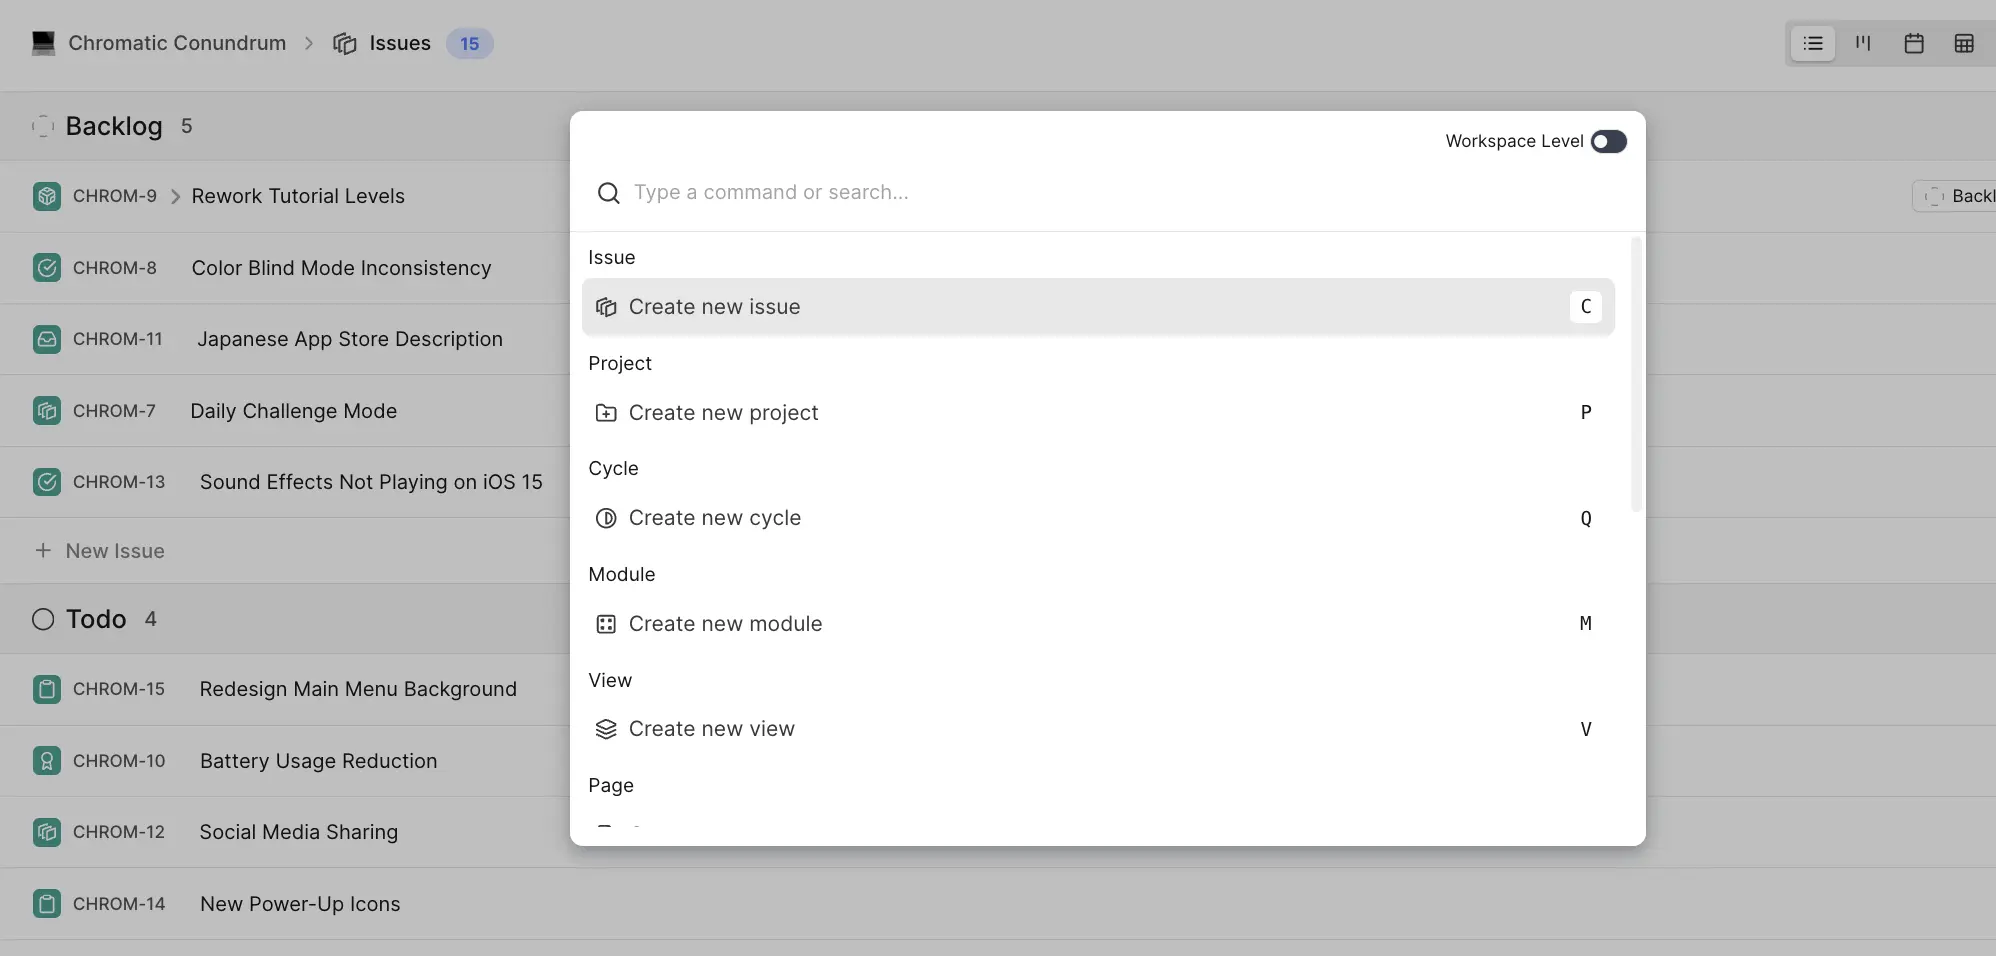 Chromatic Conundrum > Issues 15
Backlog 5
CHROM-9 > Rework Tutorial Levels
Backl
CHROM-8 Color Blind Mode Inconsistency
CHROM-11 Japanese App Store Description
CHROM-7 Daily Challenge Mode
CHROM-13 Sound Effects Not Playing on iOS 15
+ New Issue
Todo 4
CHROM-15 Redesign Main Menu Background
CHROM-10 Battery Usage Reduction
CHROM-12 Social Media Sharing
CHROM-14 New Power-Up Icons
Workspace Level
Type a command or search...
Issue
Create new issue C
Project
Create new project P
Cycle
Create new cycle Q
Module
Create new module M
View
Create new view V
Page